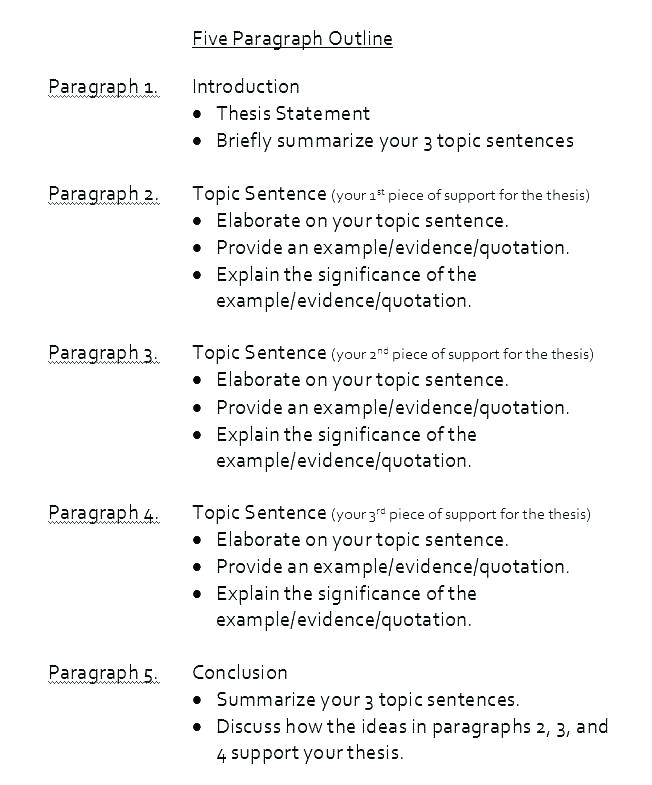 Five Paragraph Outline
Paragraph 1. Introduction
• Thesis Statement
• Briefly summarize your 3 topic sentences
Paragraph 2. Topic Sentence (your 1st piece of support for the thesis)
• Elaborate on your topic sentence.
• Provide an example/evidence/quotation.
• Explain the significance of the
example/evidence/quotation.
Paragraph 3. Topic Sentence (your 2nd piece of support for the thesis)
• Elaborate on your topic sentence.
• Provide an example/evidence/quotation.
• Explain the significance of the
example/evidence/quotation.
Paragraph 4. Topic Sentence (your 3rd piece of support for the thesis)
• Elaborate on your topic sentence.
• Provide an example/evidence/quotation.
• Explain the significance of the
example/evidence/quotation.
Paragraph 5. Conclusion
• Summarize your 3 topic sentences.
• Discuss how the ideas in paragraphs 2, 3, and
4 support your thesis.